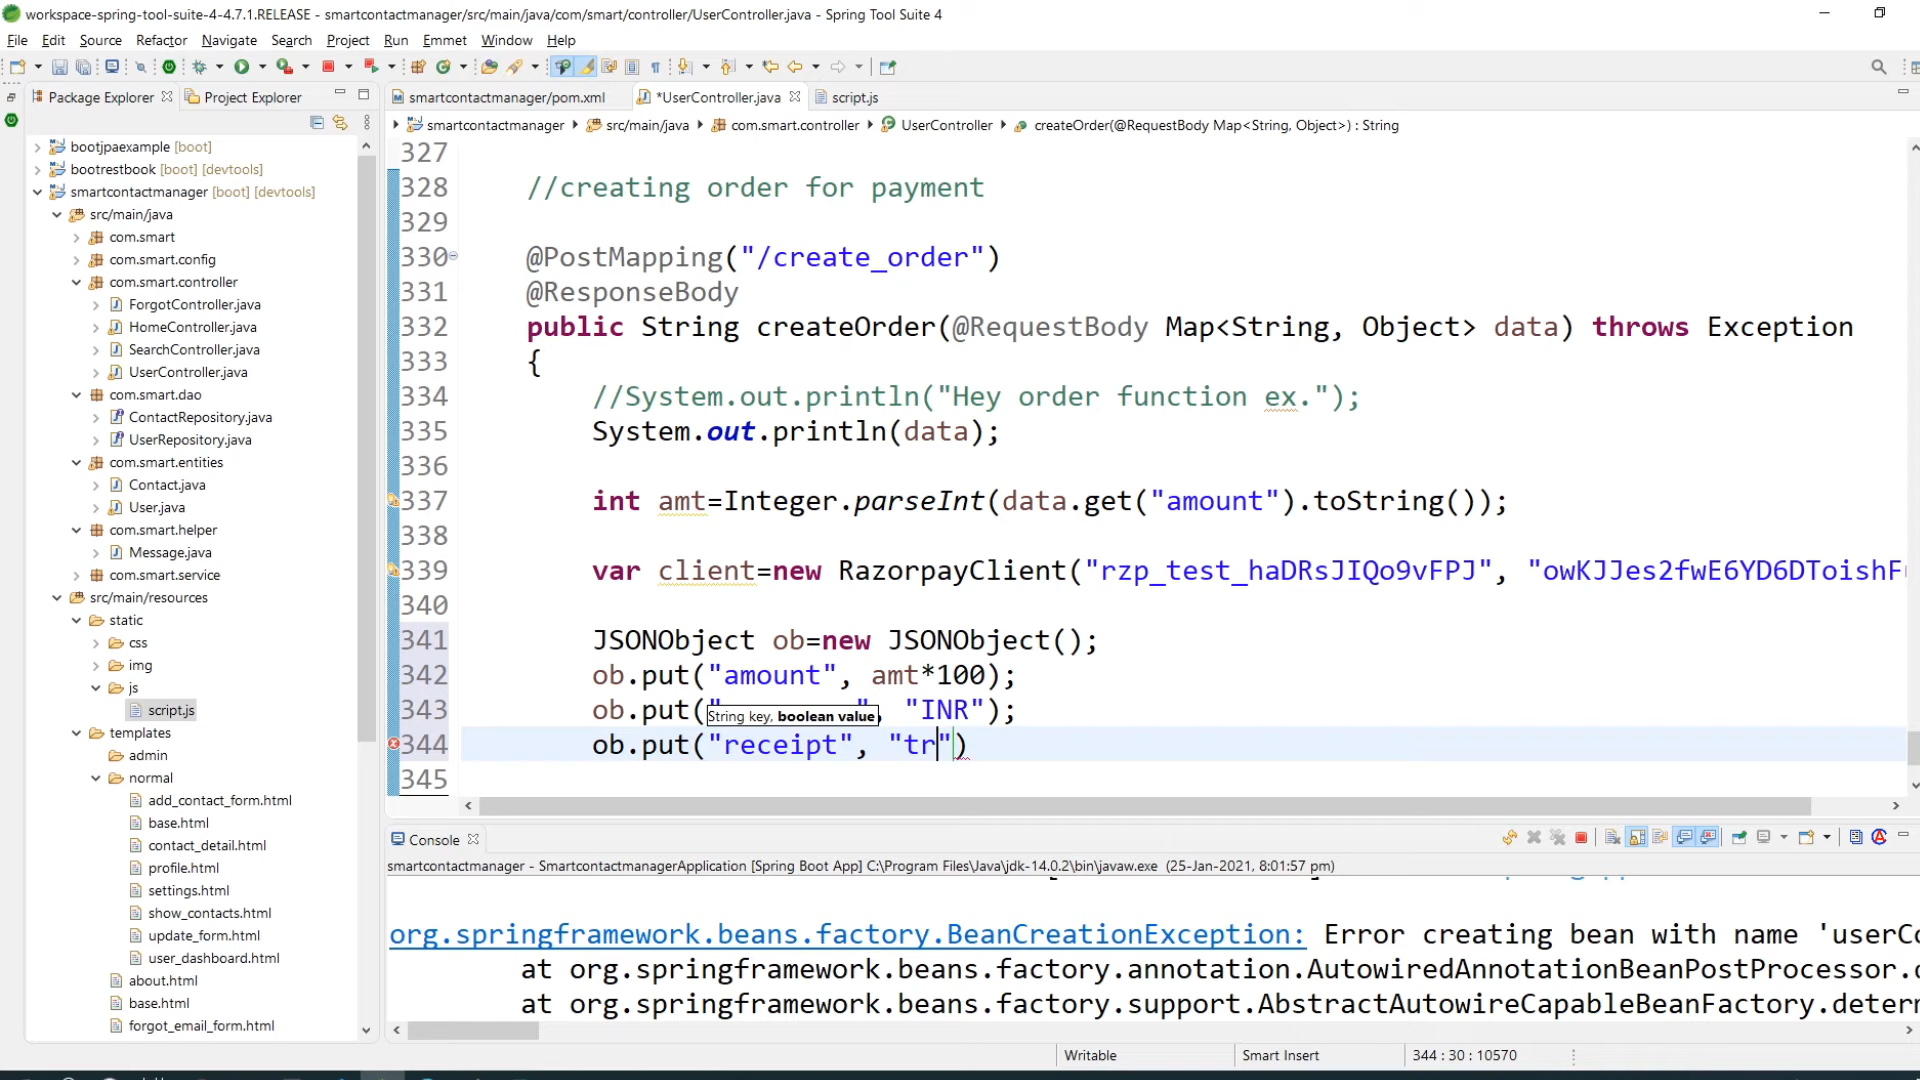 workspace-spring-tool-suite-4-4.7.1.RELEASE - smartcontactmanager/src/main/java/com/smart/controller/UserController.java - Spring Tool Suite 4
File Edit Source Refactor Navigate Search Project Run Emmet Window Help
Package Explorer Project Explorer
smartcontactmanager/pom.xml *UserController.java script.js
smartcontactmanager src/main/java com.smart.controller UserController createOrder(@RequestBody Map<String, Object>) : String
bootjpaexample [boot]
bootrestbook [boot] [devtools]
smartcontactmanager [boot] [devtools]
src/main/java
com.smart
com.smart.config
com.smart.controller
ForgotController.java
HomeController.java
SearchController.java
UserController.java
com.smart.dao
ContactRepository.java
UserRepository.java
com.smart.entities
Contact.java
User.java
com.smart.helper
Message.java
com.smart.service
src/main/resources
static
css
img
js
script.js
templates
admin
normal
add_contact_form.html
base.html
contact_detail.html
profile.html
settings.html
show_contacts.html
update_form.html
user_dashboard.html
about.html
base.html
forgot_email_form.html
327
328 //creating order for payment
329
330 @PostMapping("/create_order")
331 @ResponseBody
332 public String createOrder(@RequestBody Map<String, Object> data) throws Exception
333 {
334 //System.out.println("Hey order function ex.");
335 System.out.println(data);
336
337 int amt=Integer.parseInt(data.get("amount").toString());
338
339 var client=new RazorpayClient("rzp_test_haDRsJIQo9vFPJ", "owKJJes2fwE6YD6DToishF
340
341 JSONObject ob=new JSONObject();
342 ob.put("amount", amt*100);
343 ob.put(" ", "INR");
String key, boolean value
344 ob.put("receipt", "tr")
345
Console
smartcontactmanager - SmartcontactmanagerApplication [Spring Boot App] C:\Program Files\Java\jdk-14.0.2\bin\javaw.exe (25-Jan-2021, 8:01:57 pm)
org.springframework.beans.factory.BeanCreationException: Error creating bean with name 'userCo
at org.springframework.beans.factory.annotation.AutowiredAnnotationBeanPostProcessor.
at org.springframework.beans.factory.support.AbstractAutowireCapableBeanFactory.deter
Writable Smart Insert 344 : 30 : 10570